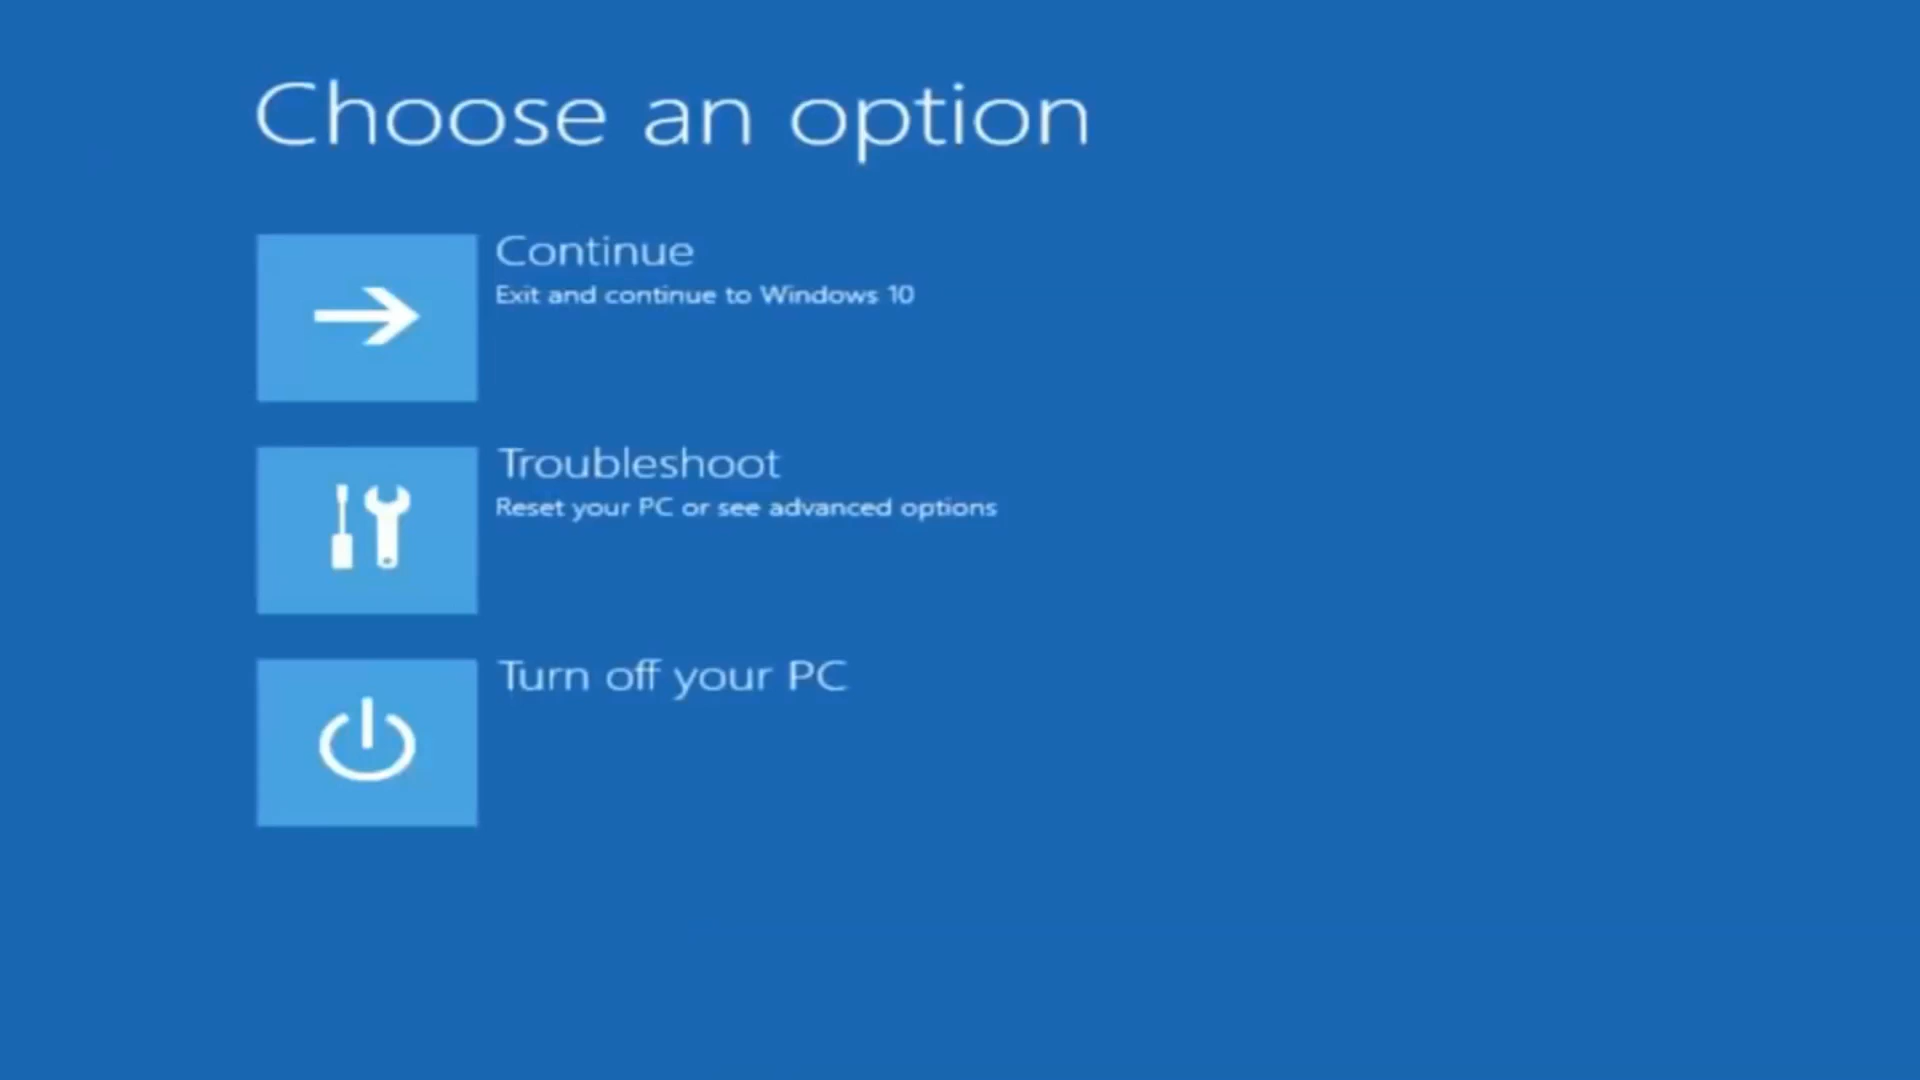 Choose an option
Continue
Exit and continue to Windows 10
Troubleshoot
Reset your PC or see advanced options
Turn off your PC